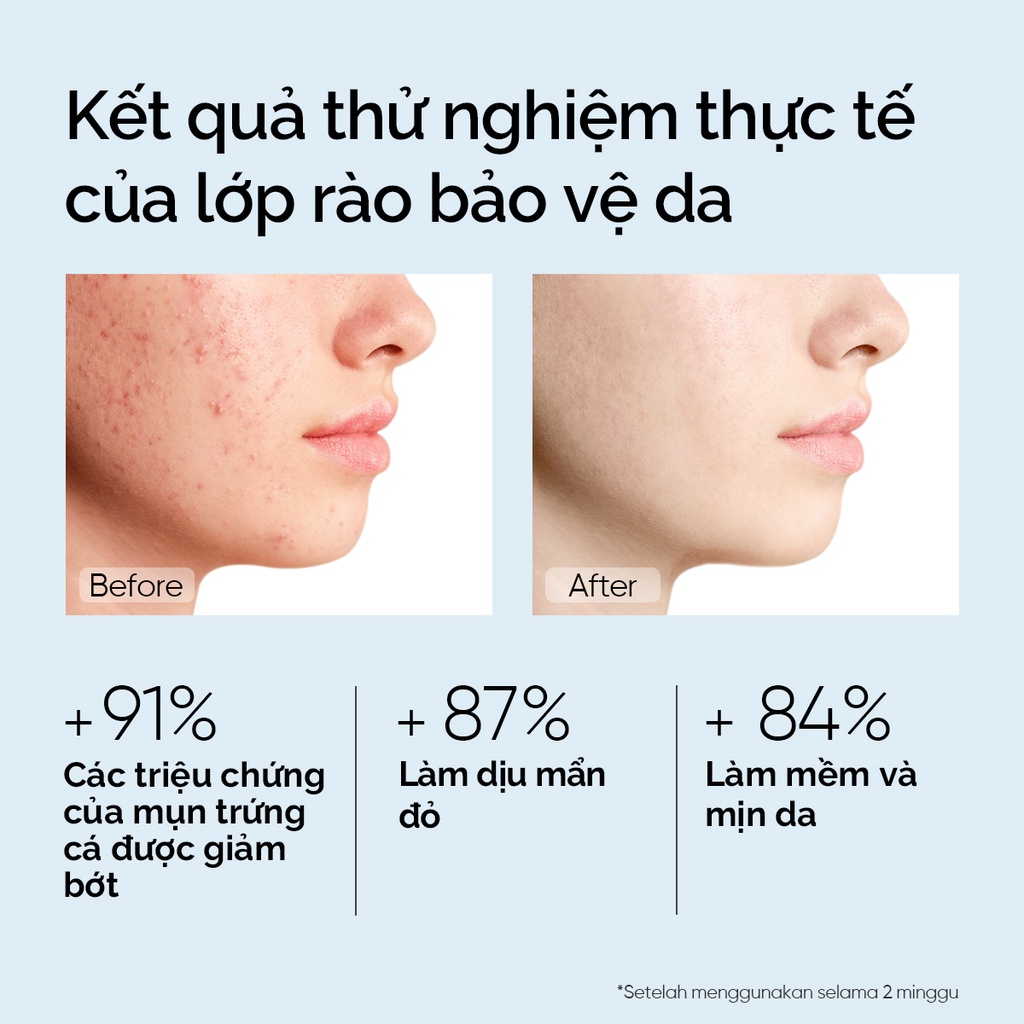 Kết quả thử nghiệm thực tế
của lớp rào bảo vệ da
Before
After
+91%
Các triệu chứng
của mụn trứng
cá được giảm
bớt
+ 87%
Làm dịu mẩn
đỏ
+ 84%
Làm mềm và
mịn da
*Setelah menggunakan selama 2 minggu